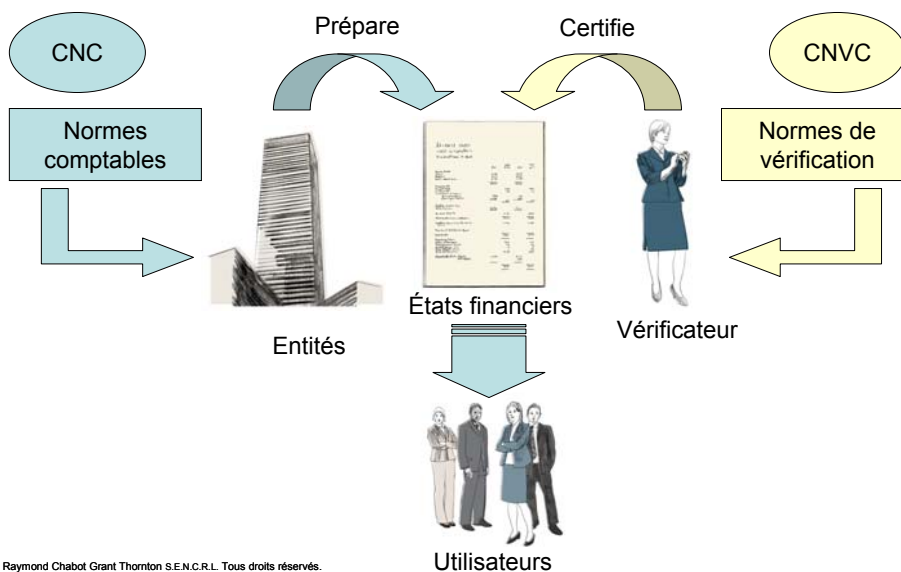 Prépare
Certifie
CNC
CNVC
Normes
comptables
Normes de
vérification
États financiers
Entités
Vérificateur
Utilisateurs
Raymond Chabot Grant Thornton S.E.N.C.R.L. Tous droits réservés.